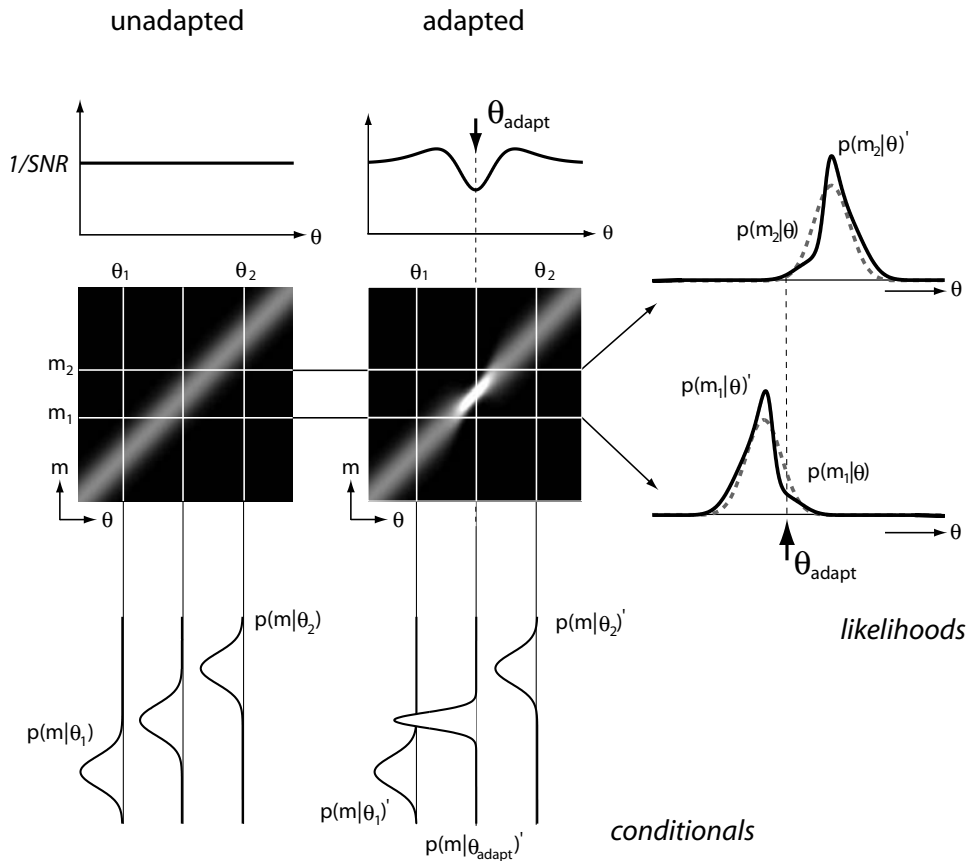 unadapted
adapted
θadapt
1/SNR
θ
θ
p(m2|θ)'
p(m2|θ)
θ
θ1
θ2
θ1
θ2
m2
m1
m
θ
m
θ
p(m1|θ)'
p(m1|θ)
θ
θadapt
likelihoods
p(m|θ2)
p(m|θ2)'
p(m|θ1)
p(m|θ1)'
p(m|θadapt)'
conditionals